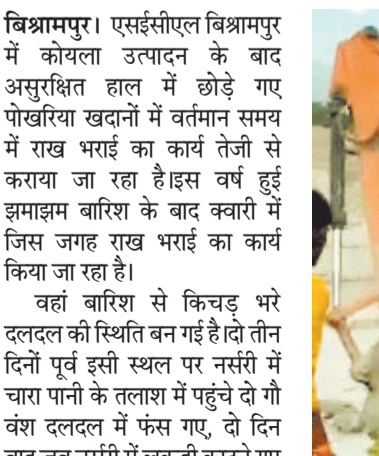 बिश्रामपुर। एसईसीएल बिश्रामपुर
में कोयला उत्पादन के बाद
असुरक्षित हाल में छोड़े गए
पोखरिया खदानों में वर्तमान समय
में राख भराई का कार्य तेजी से
कराया जा रहा है।इस वर्ष हुई
झमाझम बारिश के बाद क्वारी में
जिस जगह राख भराई का कार्य
किया जा रहा है।
वहां बारिश से किचड़ भरे
दलदल की स्थिति बन गई है।दो तीन
दिनों पूर्व इसी स्थल पर नर्सरी में
चारा पानी के तलाश में पहुंचे दो गौ
वंश दलदल में फंस गए, दो दिन